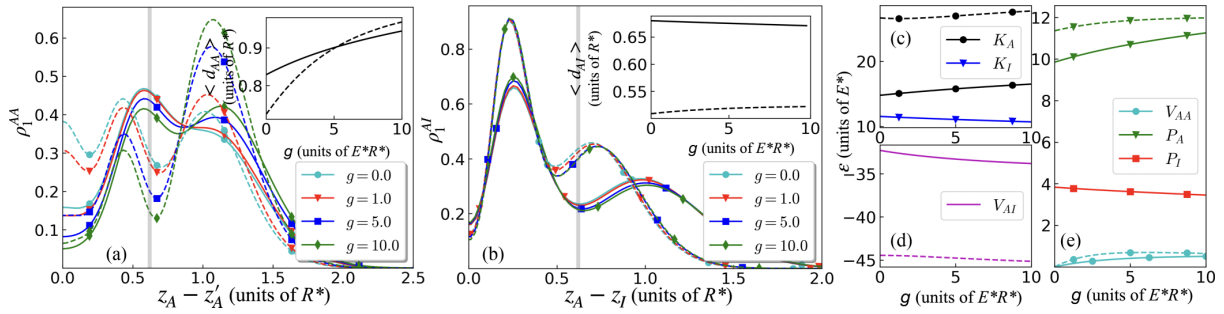 0.6
0.5
0.4
0.3
0.2
0.1
ρ₁ᴬᴬ
(a)
0.0 0.5 1.0 1.5 2.0 2.5
z_A − z′_A (units of R*)
< d_AA >
(units of R*)
0.9
0.8
0 5 10
g (units of E*R*)
g = 0.0
g = 1.0
g = 5.0
g = 10.0
0.8
0.6
0.4
0.2
ρ₁ᴬᴵ
(b)
0.0 0.5 1.0 1.5 2.0
z_A − z_I (units of R*)
< d_AI >
(units of R*)
0.65
0.55
0 5 10
g (units of E*R*)
g = 0.0
g = 1.0
g = 5.0
g = 10.0
ε (units of E*)
(c)
20
10
K_A
K_I
0 5 10
(d)
−35
−40
−45
V_AI
0 5 10
g (units of E*R*)
12
10
8
6
4
2
V_AA
P_A
P_I
(e)
0 5 10
g (units of E*R*)